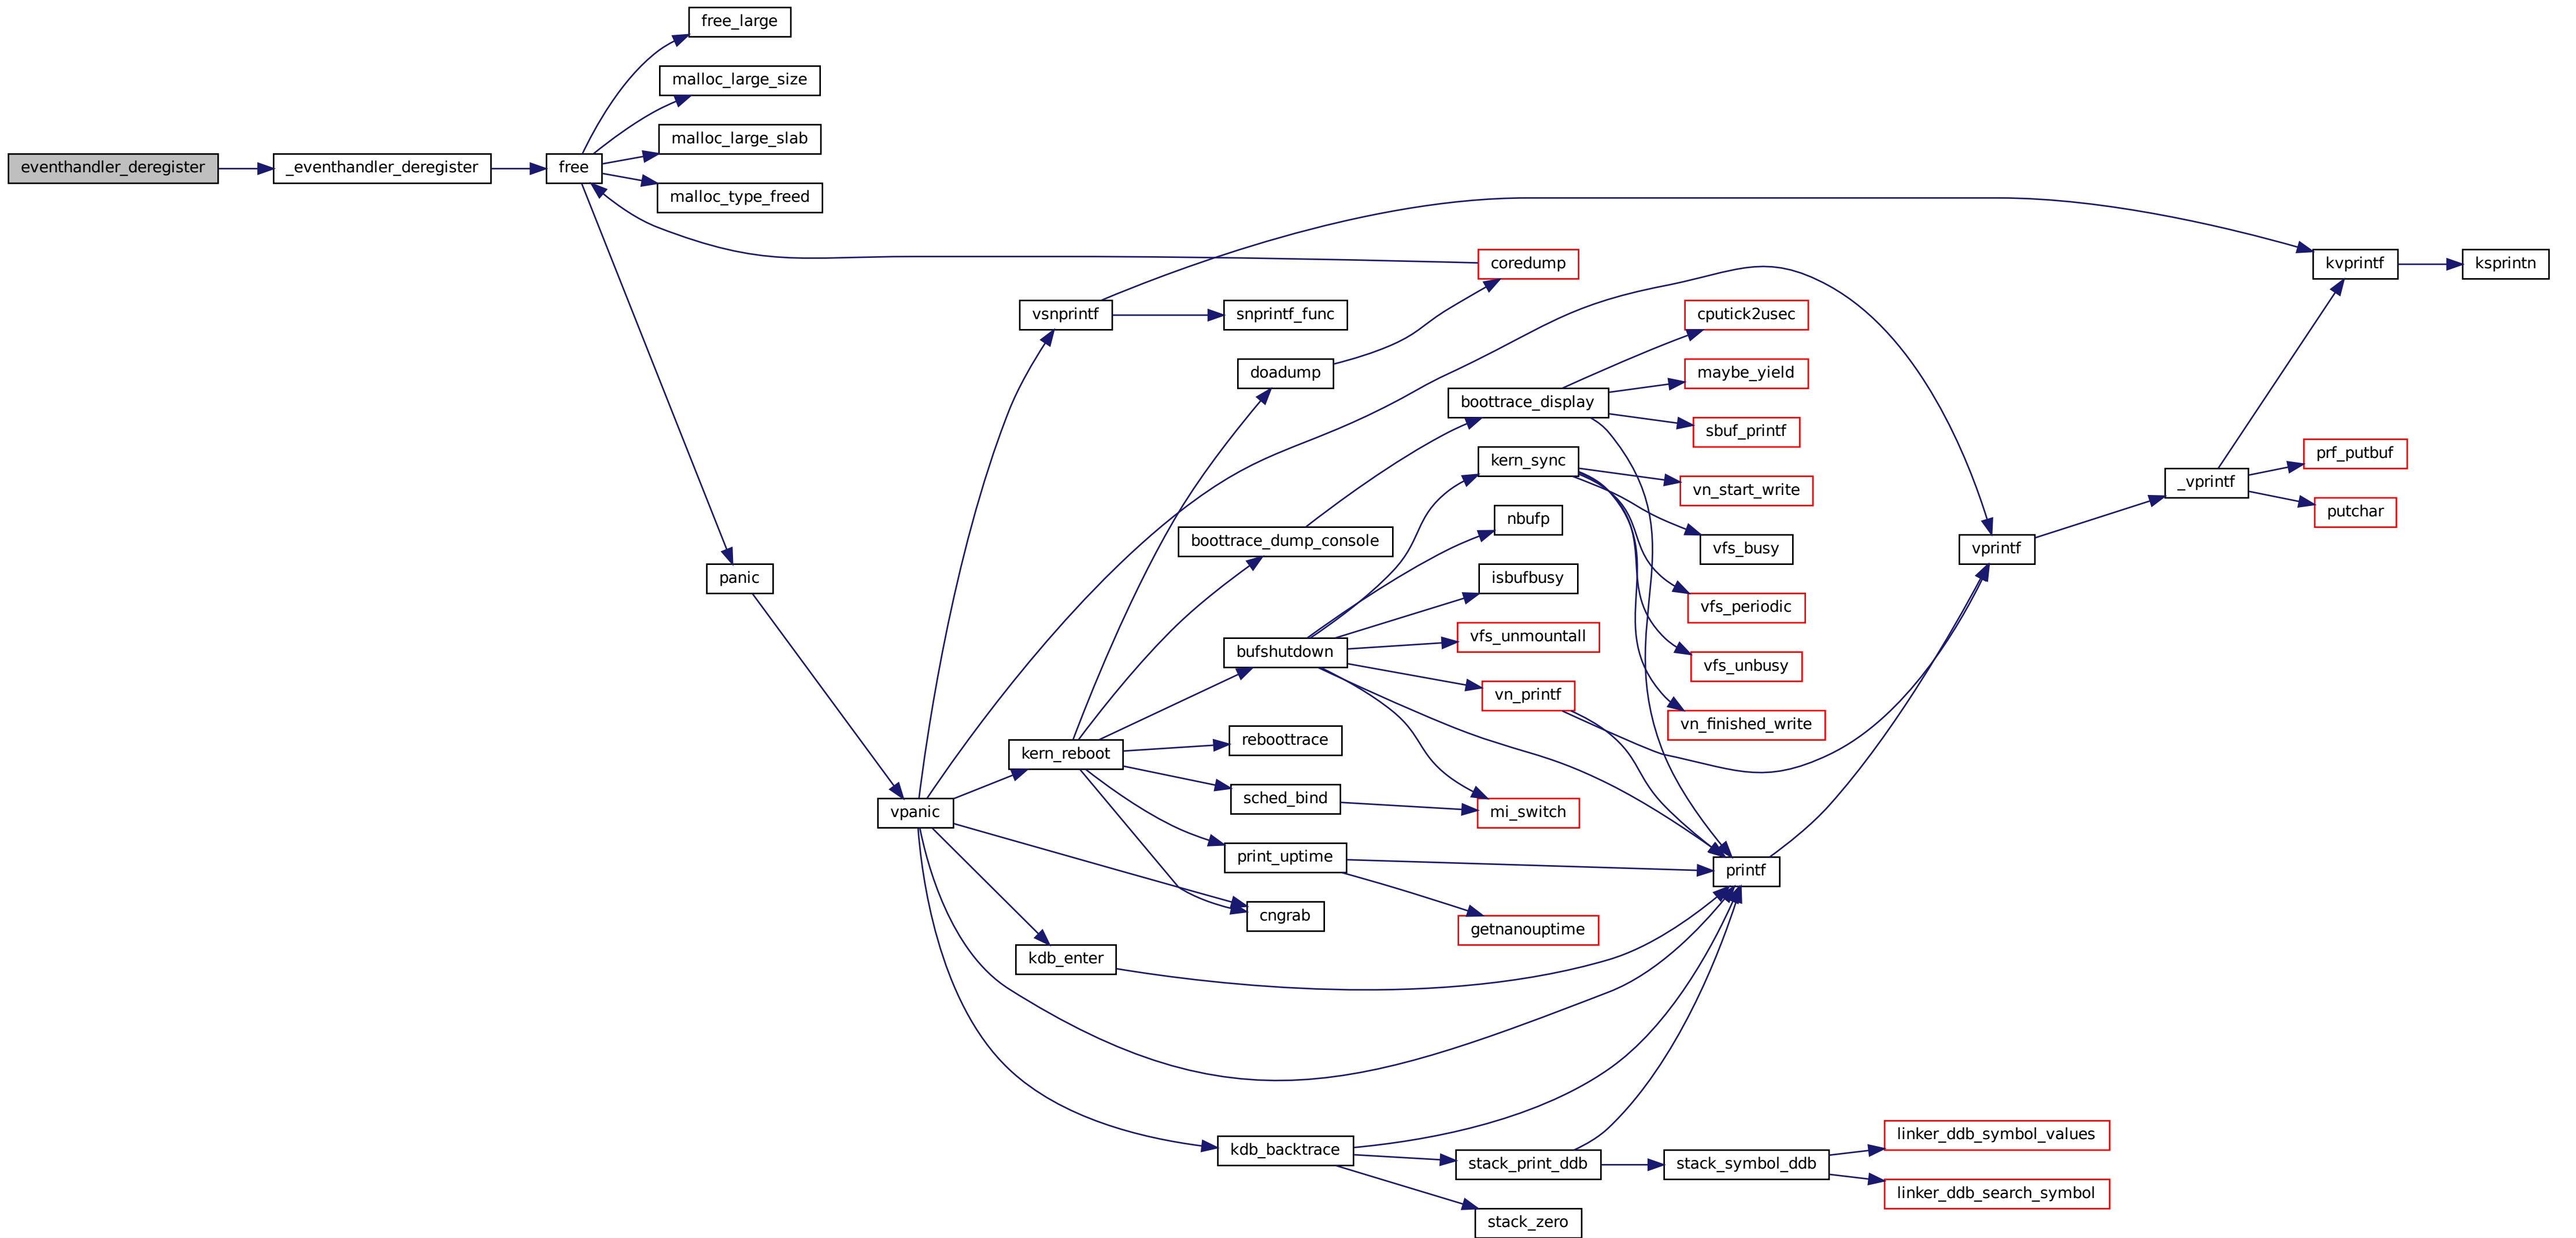 eventhandler_deregister
_eventhandler_deregister
free
free_large
malloc_large_size
malloc_large_slab
malloc_type_freed
panic
vpanic
vsnprintf
snprintf_func
kern_reboot
kdb_enter
doadump
boottrace_dump_console
bufshutdown
reboottrace
sched_bind
print_uptime
cngrab
kdb_backtrace
coredump
boottrace_display
kern_sync
nbufp
isbufbusy
vfs_unmountall
vn_printf
mi_switch
getnanouptime
stack_print_ddb
stack_zero
cputick2usec
maybe_yield
sbuf_printf
vn_start_write
vfs_busy
vfs_periodic
vfs_unbusy
vn_finished_write
printf
stack_symbol_ddb
vprintf
linker_ddb_symbol_values
linker_ddb_search_symbol
_vprintf
kvprintf
prf_putbuf
putchar
ksprintn